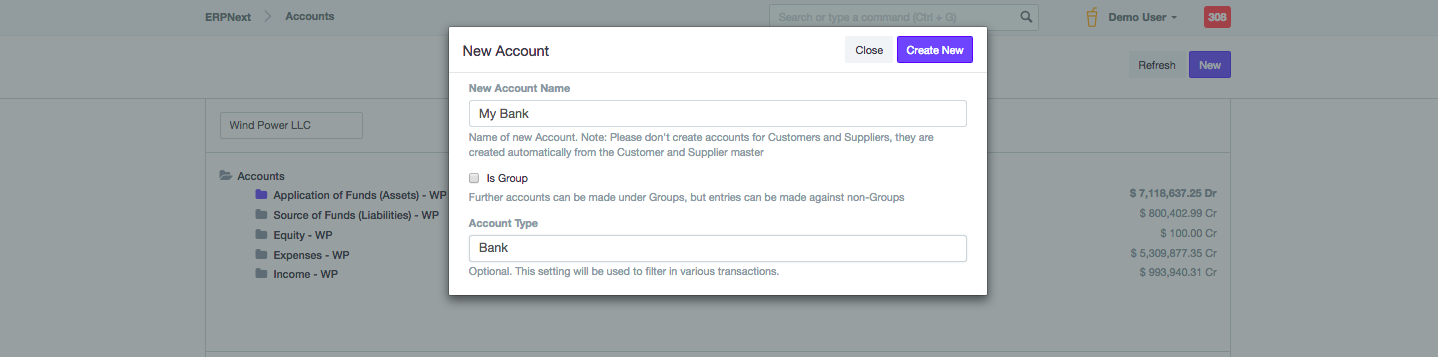 ERPNext
Accounts
Search or type a command (Ctrl + G)
Demo User
306
New Account
Close
Create New
Refresh
New
New Account Name
My Bank
Name of new Account. Note: Please don't create accounts for Customers and Suppliers, they are
created automatically from the Customer and Supplier master
Is Group
Further accounts can be made under Groups, but entries can be made against non-Groups
Account Type
Bank
Optional. This setting will be used to filter in various transactions.
Wind Power LLC
Accounts
Application of Funds (Assets) - WP
$ 7,118,637.25 Dr
Source of Funds (Liabilities) - WP
$ 800,402.99 Cr
Equity - WP
$ 100.00 Cr
Expenses - WP
$ 5,309,877.35 Cr
Income - WP
$ 993,940.31 Cr